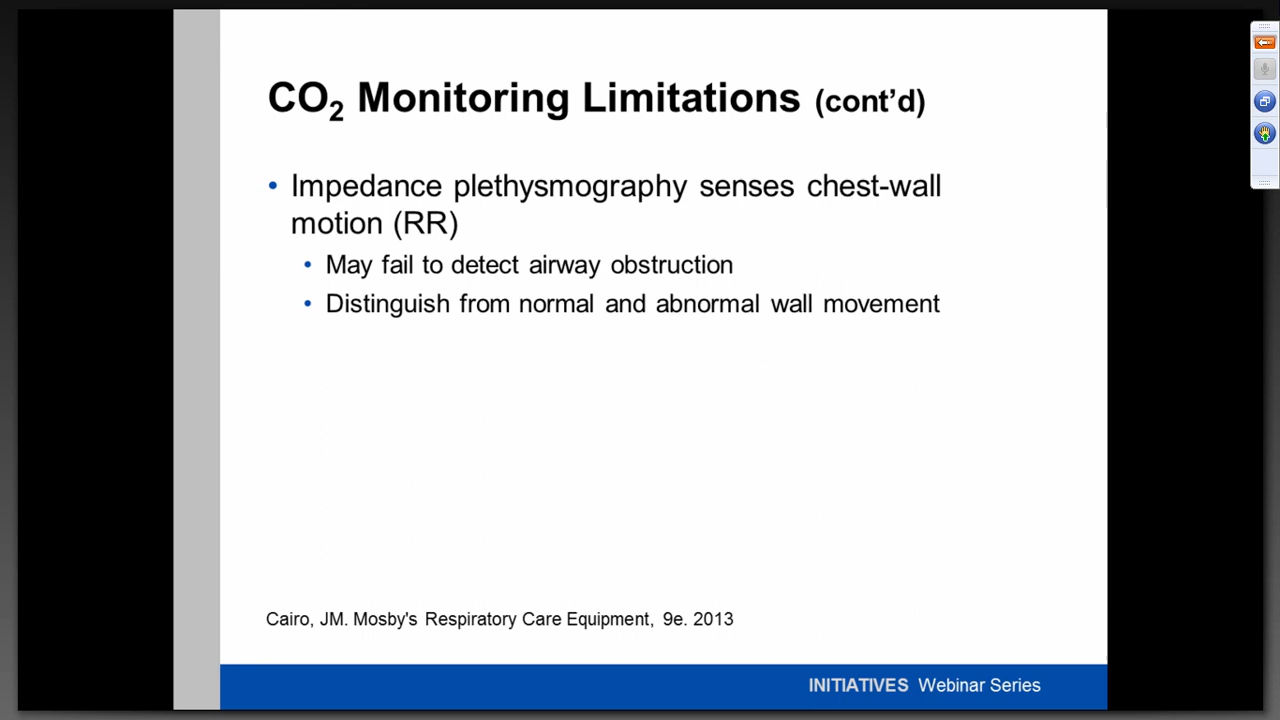 CO₂ Monitoring Limitations (cont’d)
• Impedance plethysmography senses chest-wall
motion (RR)
• May fail to detect airway obstruction
• Distinguish from normal and abnormal wall movement
Cairo, JM. Mosby's Respiratory Care Equipment, 9e. 2013
INITIATIVES Webinar Series